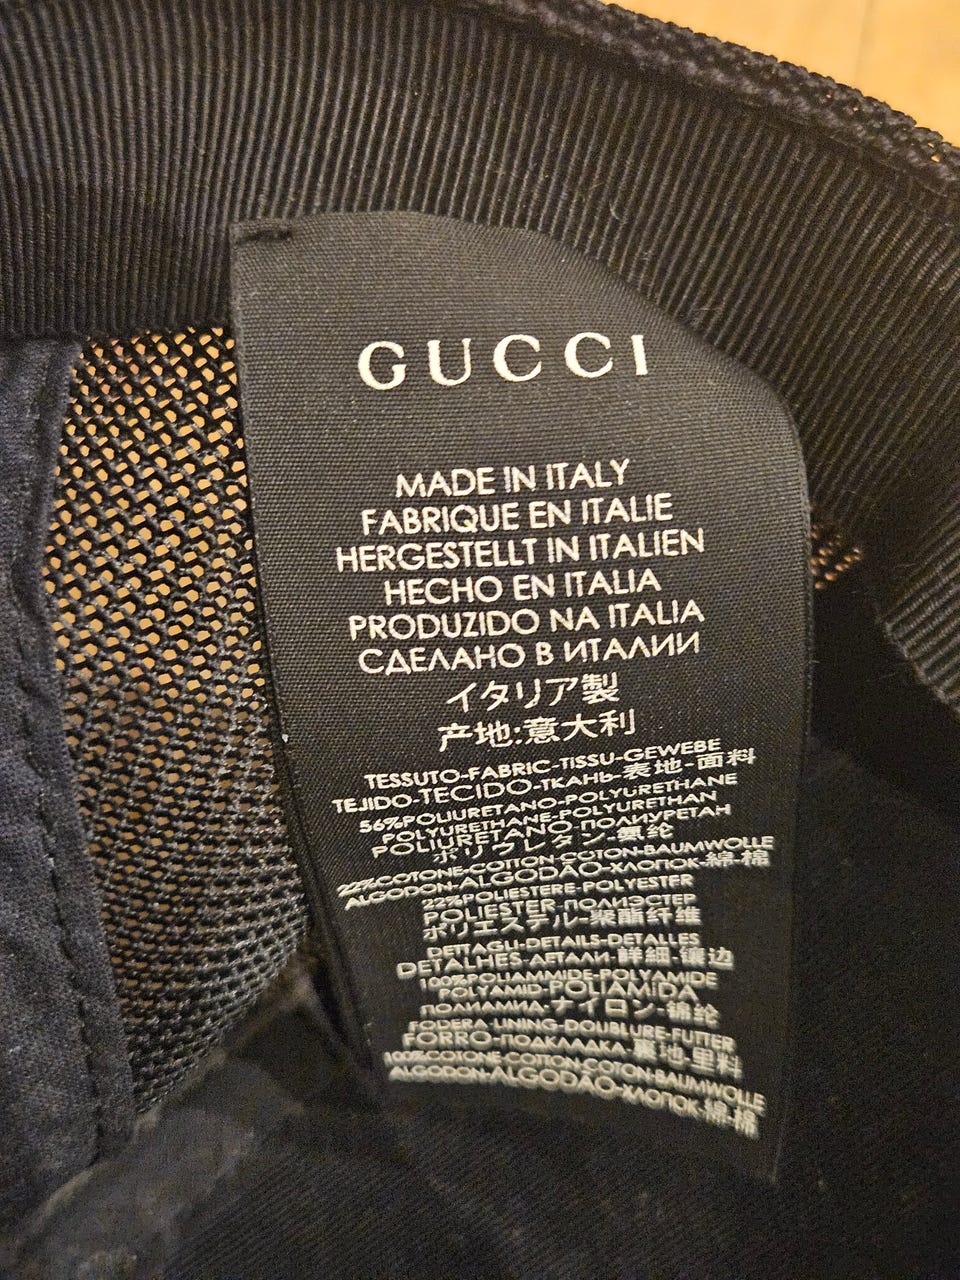 GUCCI
MADE IN ITALY
FABRIQUE EN ITALIE
HERGESTELLT IN ITALIEN
HECHO EN ITALIA
PRODUZIDO NA ITALIA
СДЕЛАНО В ИТАЛИИ
イタリア製
产地:意大利
TESSUTO-FABRIC-TISSU-GEWEBE
TEJIDO-TECIDO-ТКАНЬ-表地-面料
56%POLIURETANO-POLYURETHANE
POLYURETHANE-POLYURETHAN
POLIURETANO-ПОЛИУРЕТАН
ポリウレタン-氨纶
22%COTONE-COTTON-COTON-BAUMWOLLE
ALGODON-ALGODÃO-ХЛОПОК-綿-棉
22%POLIESTERE-POLYESTER
POLIESTER-ПОЛИЭСТЕР
ポリエステル-聚酯纤维
DETTAGLI-DETAILS-DETALLES
DETALHES-ДЕТАЛИ-詳細-镶边
100%POLIAMMIDE-POLYAMIDE
POLYAMID-POLIAMIDA
ПОЛИАМИД-ナイロン-锦纶
FODERA-LINING-DOUBLURE-FUTTER
FORRO-ПОДКЛАДКА-裏地-里料
100%COTONE-COTTON-COTON-BAUMWOLLE
ALGODON-ALGODÃO-ХЛОПОК-綿-棉